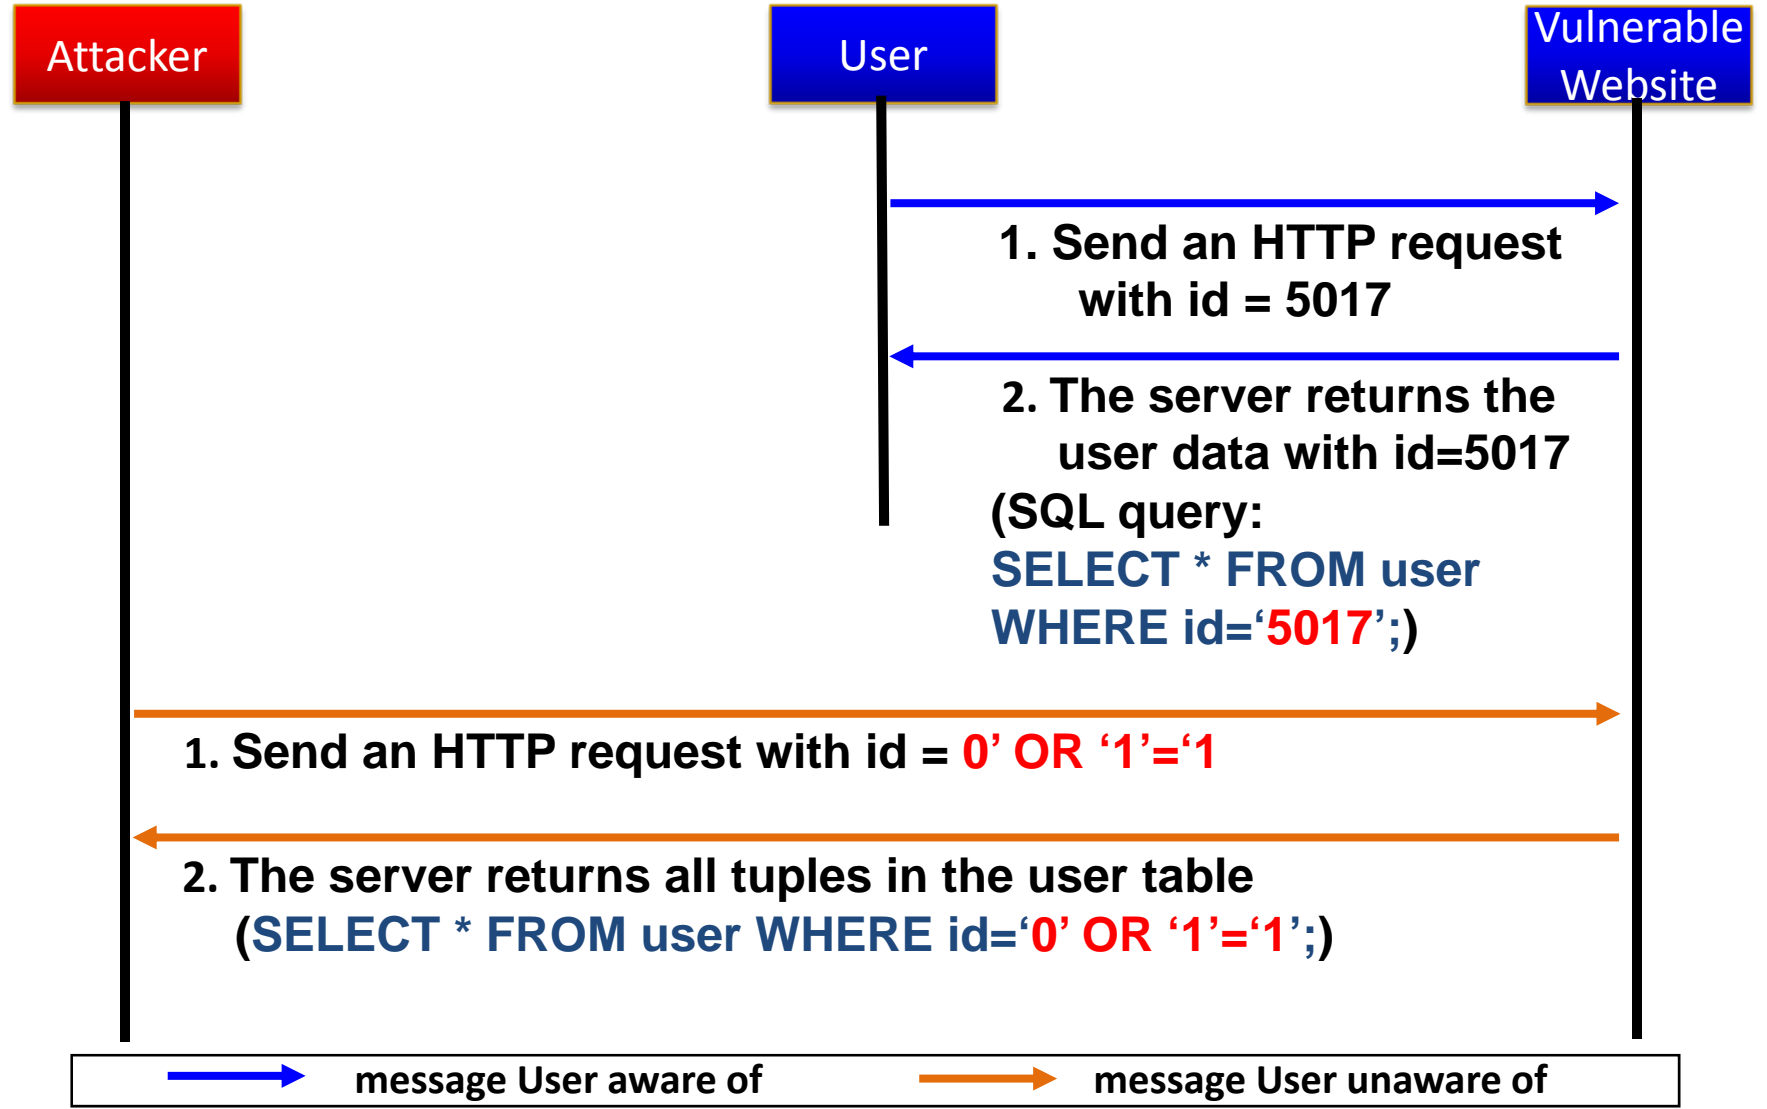 Attacker
User
Vulnerable
Website
1. Send an HTTP request
with id = 5017
2. The server returns the
user data with id=5017
(SQL query:
SELECT * FROM user
WHERE id=‘5017’;)
1. Send an HTTP request with id = 0’ OR ‘1’=‘1
2. The server returns all tuples in the user table
(SELECT * FROM user WHERE id=‘0’ OR ‘1’=‘1’;)
message User aware of
message User unaware of